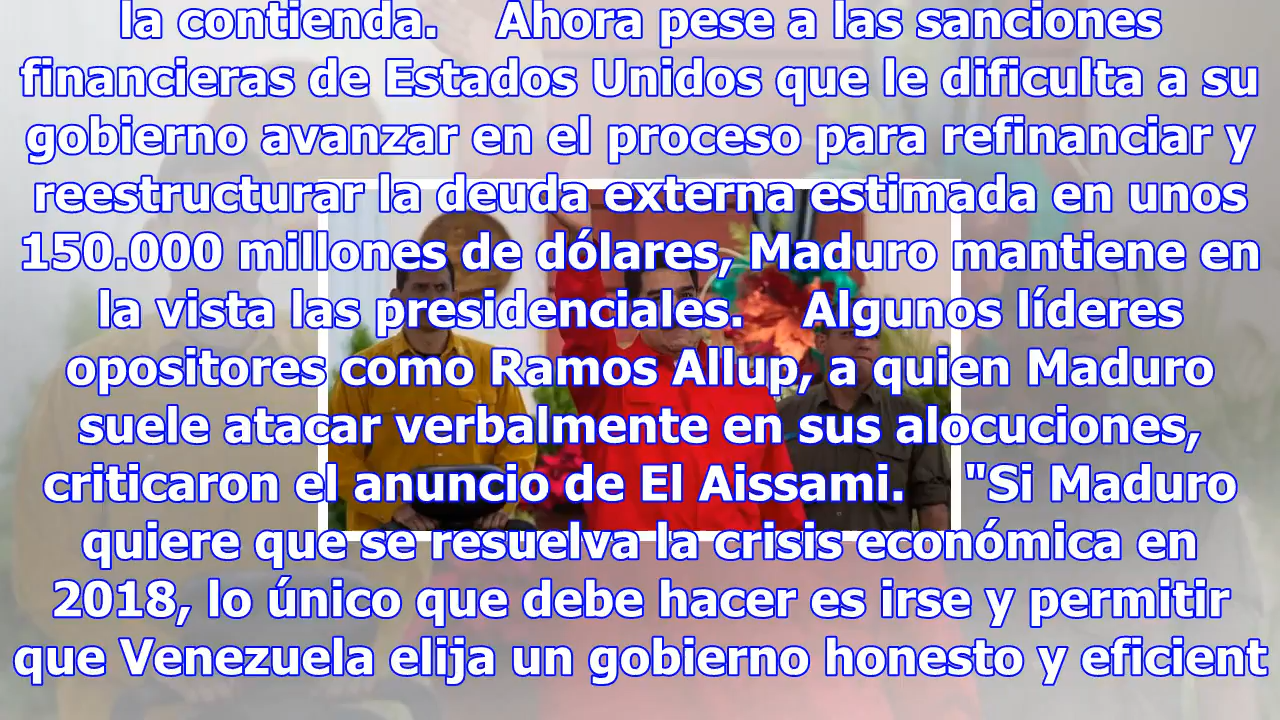 la contienda. Ahora pese a las sanciones
financieras de Estados Unidos que le dificulta a su
gobierno avanzar en el proceso para refinanciar y
reestructurar la deuda externa estimada en unos
150.000 millones de dólares, Maduro mantiene en
la vista las presidenciales. Algunos líderes
opositores como Ramos Allup, a quien Maduro
suele atacar verbalmente en sus alocuciones,
criticaron el anuncio de El Aissami. "Si Maduro
quiere que se resuelva la crisis económica en
2018, lo único que debe hacer es irse y permitir
que Venezuela elija un gobierno honesto y eficient